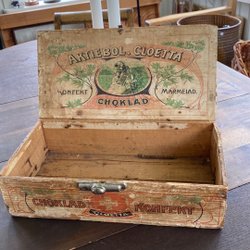 AKTIEBOL. CLOETTA
KONFEKT
MARMELAD.
CHOKLAD
CHOKLAD
KONFEKT
CLOETTA